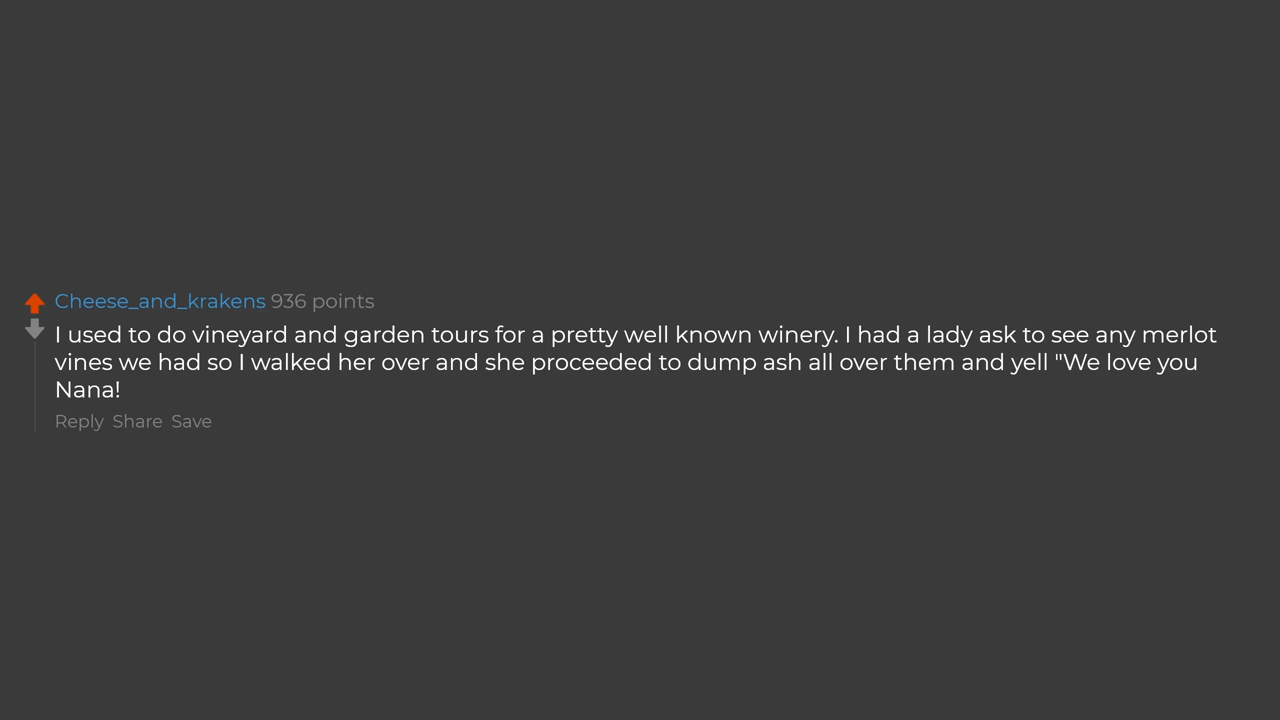 Cheese_and_krakens 936 points
I used to do vineyard and garden tours for a pretty well known winery. I had a lady ask to see any merlot
vines we had so I walked her over and she proceeded to dump ash all over them and yell "We love you
Nana!
Reply Share Save